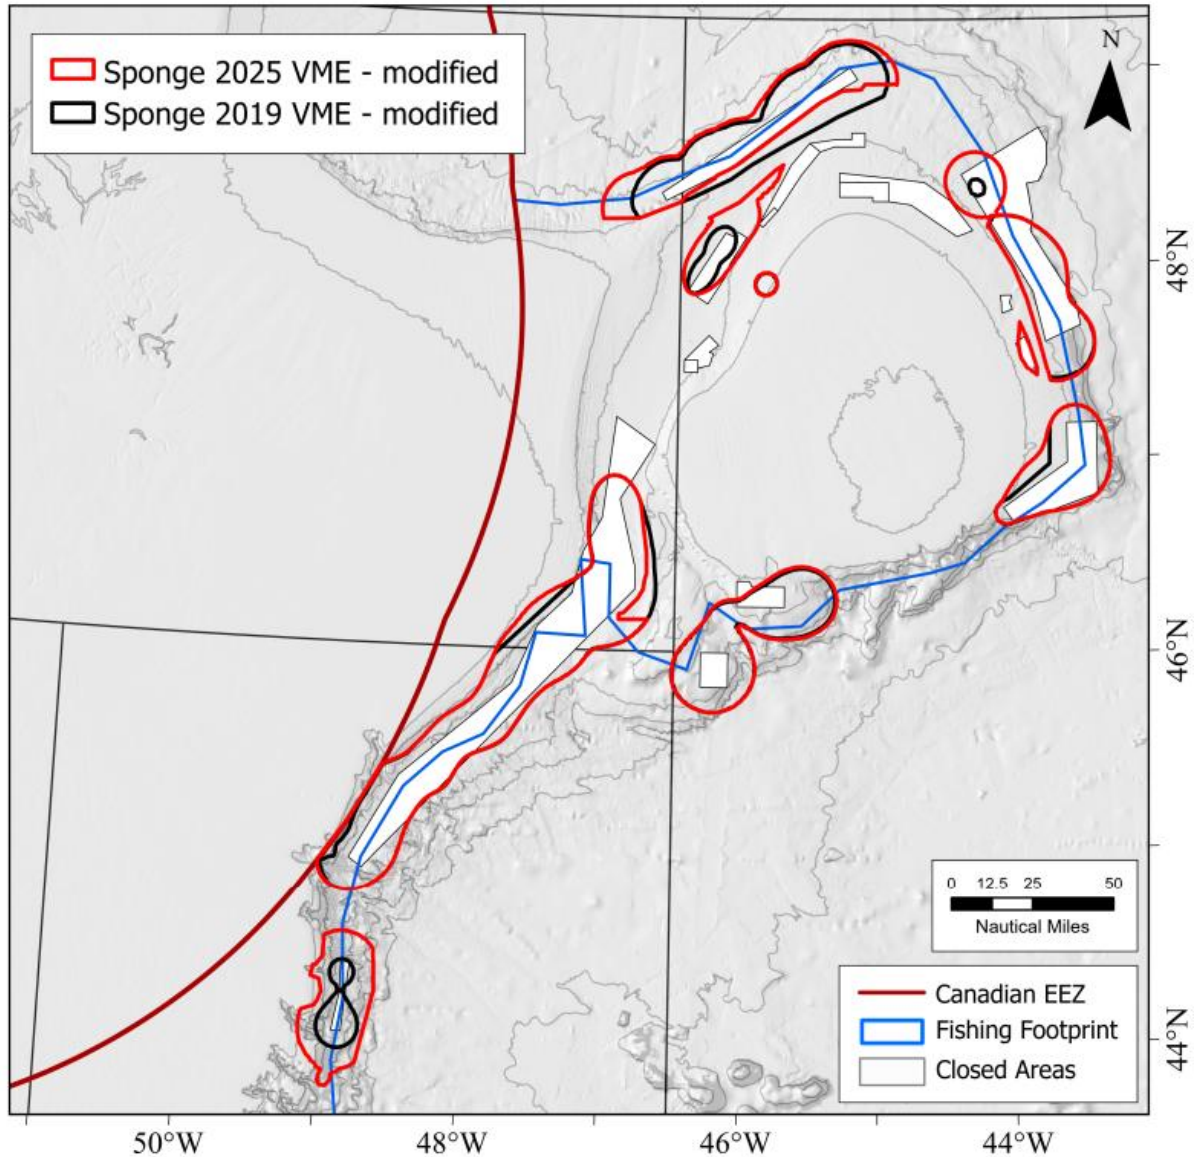 Sponge 2025 VME - modified
Sponge 2019 VME - modified
N
48°N
46°N
0 12.5 25 50
Nautical Miles
Canadian EEZ
Fishing Footprint
Closed Areas
44°N
50°W 48°W 46°W 44°W